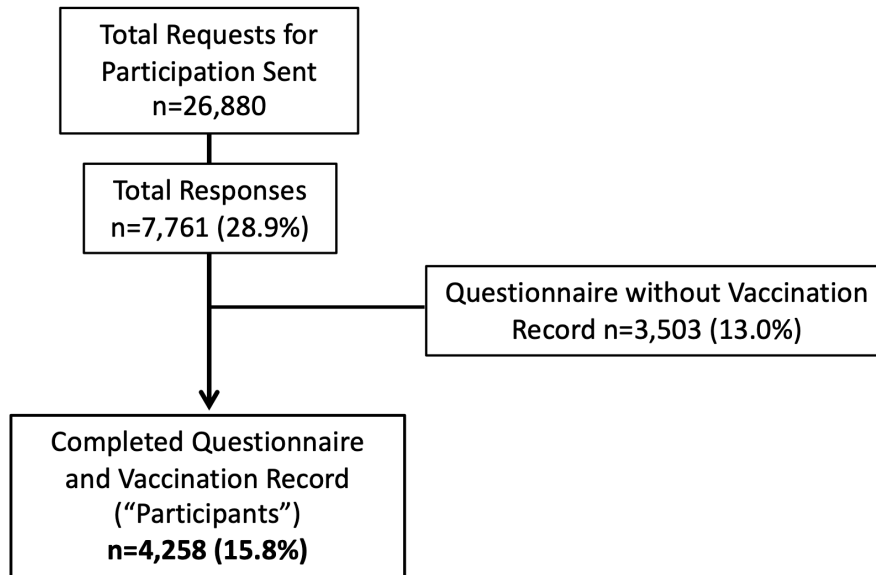 Total Requests for
Participation Sent
n=26,880
Total Responses
n=7,761 (28.9%)
Questionnaire without Vaccination
Record n=3,503 (13.0%)
Completed Questionnaire
and Vaccination Record
(“Participants”)
n=4,258 (15.8%)